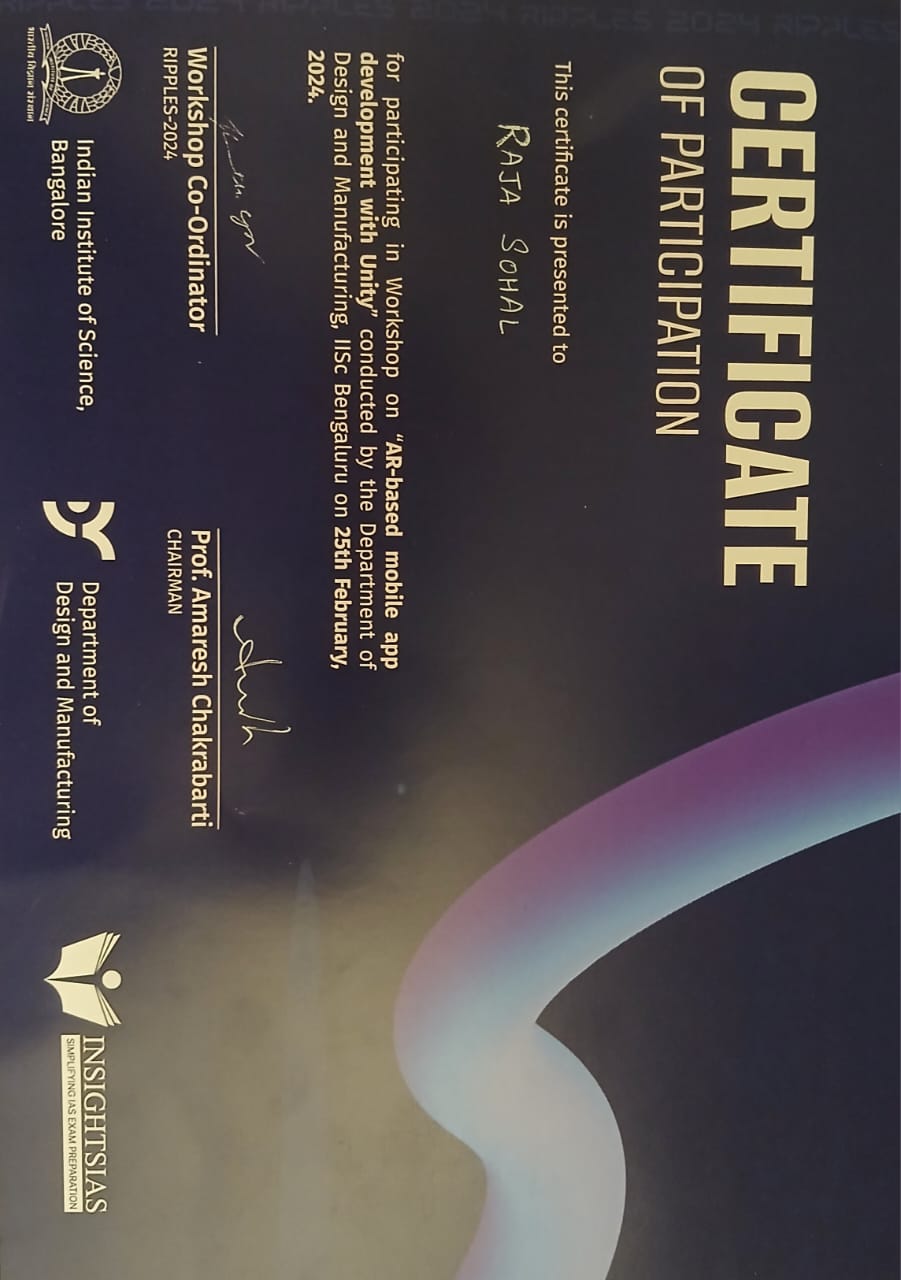 CERTIFICATE
OF PARTICIPATION
This certificate is presented to
RAJA SOHAL
for participating in Workshop on “AR-based mobile app
development with Unity” conducted by the Department of
Design and Manufacturing, IISc Bengaluru on 25th February,
2024.
Workshop Co-Ordinator
RIPPLES-2024
Prof. Amaresh Chakrabarti
CHAIRMAN
भारतीय विज्ञान संस्थान
Indian Institute of Science,
Bangalore
Department of
Design and Manufacturing
INSIGHTSIAS
SIMPLIFYING IAS EXAM PREPARATION